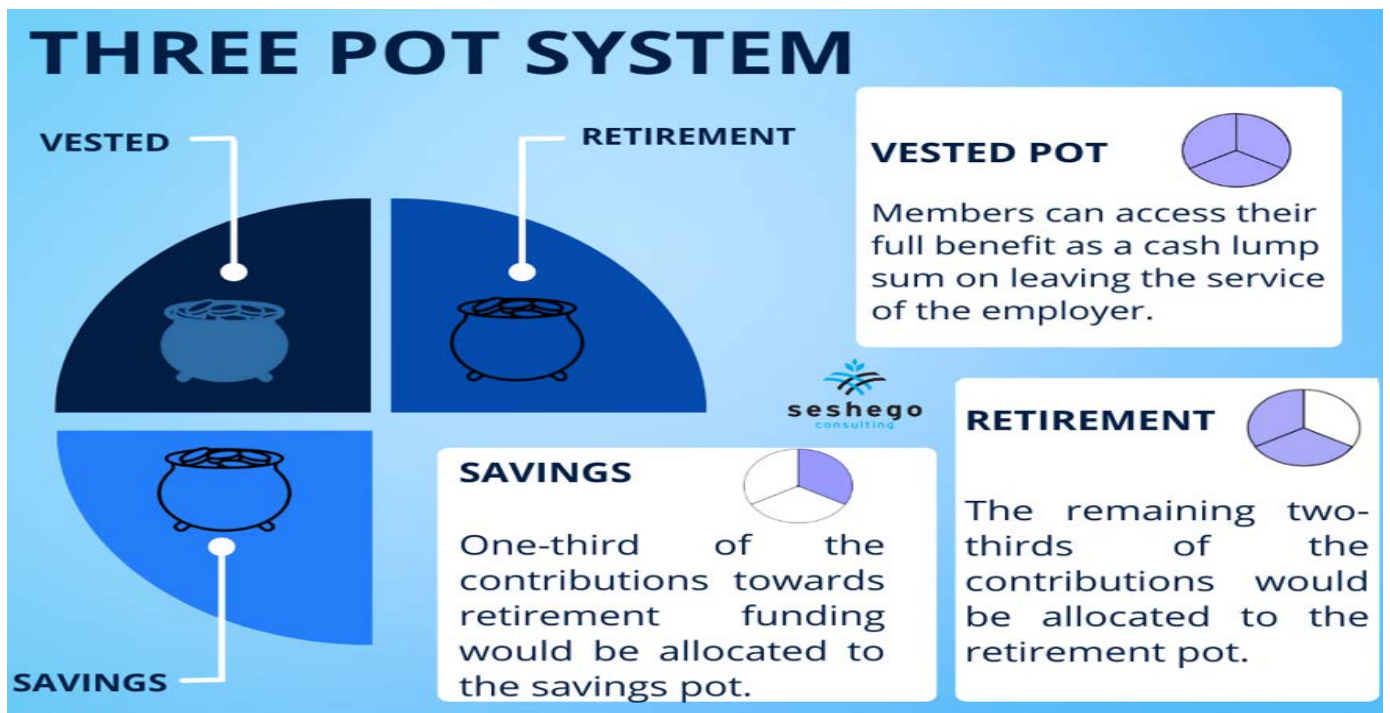 THREE POT SYSTEM
VESTED
RETIREMENT
SAVINGS
VESTED POT
Members can access their
full benefit as a cash lump
sum on leaving the service
of the employer.
seshego
consulting
SAVINGS
One-third of the
contributions towards
retirement funding
would be allocated to
the savings pot.
RETIREMENT
The remaining two-
thirds of the
contributions would
be allocated to the
retirement pot.